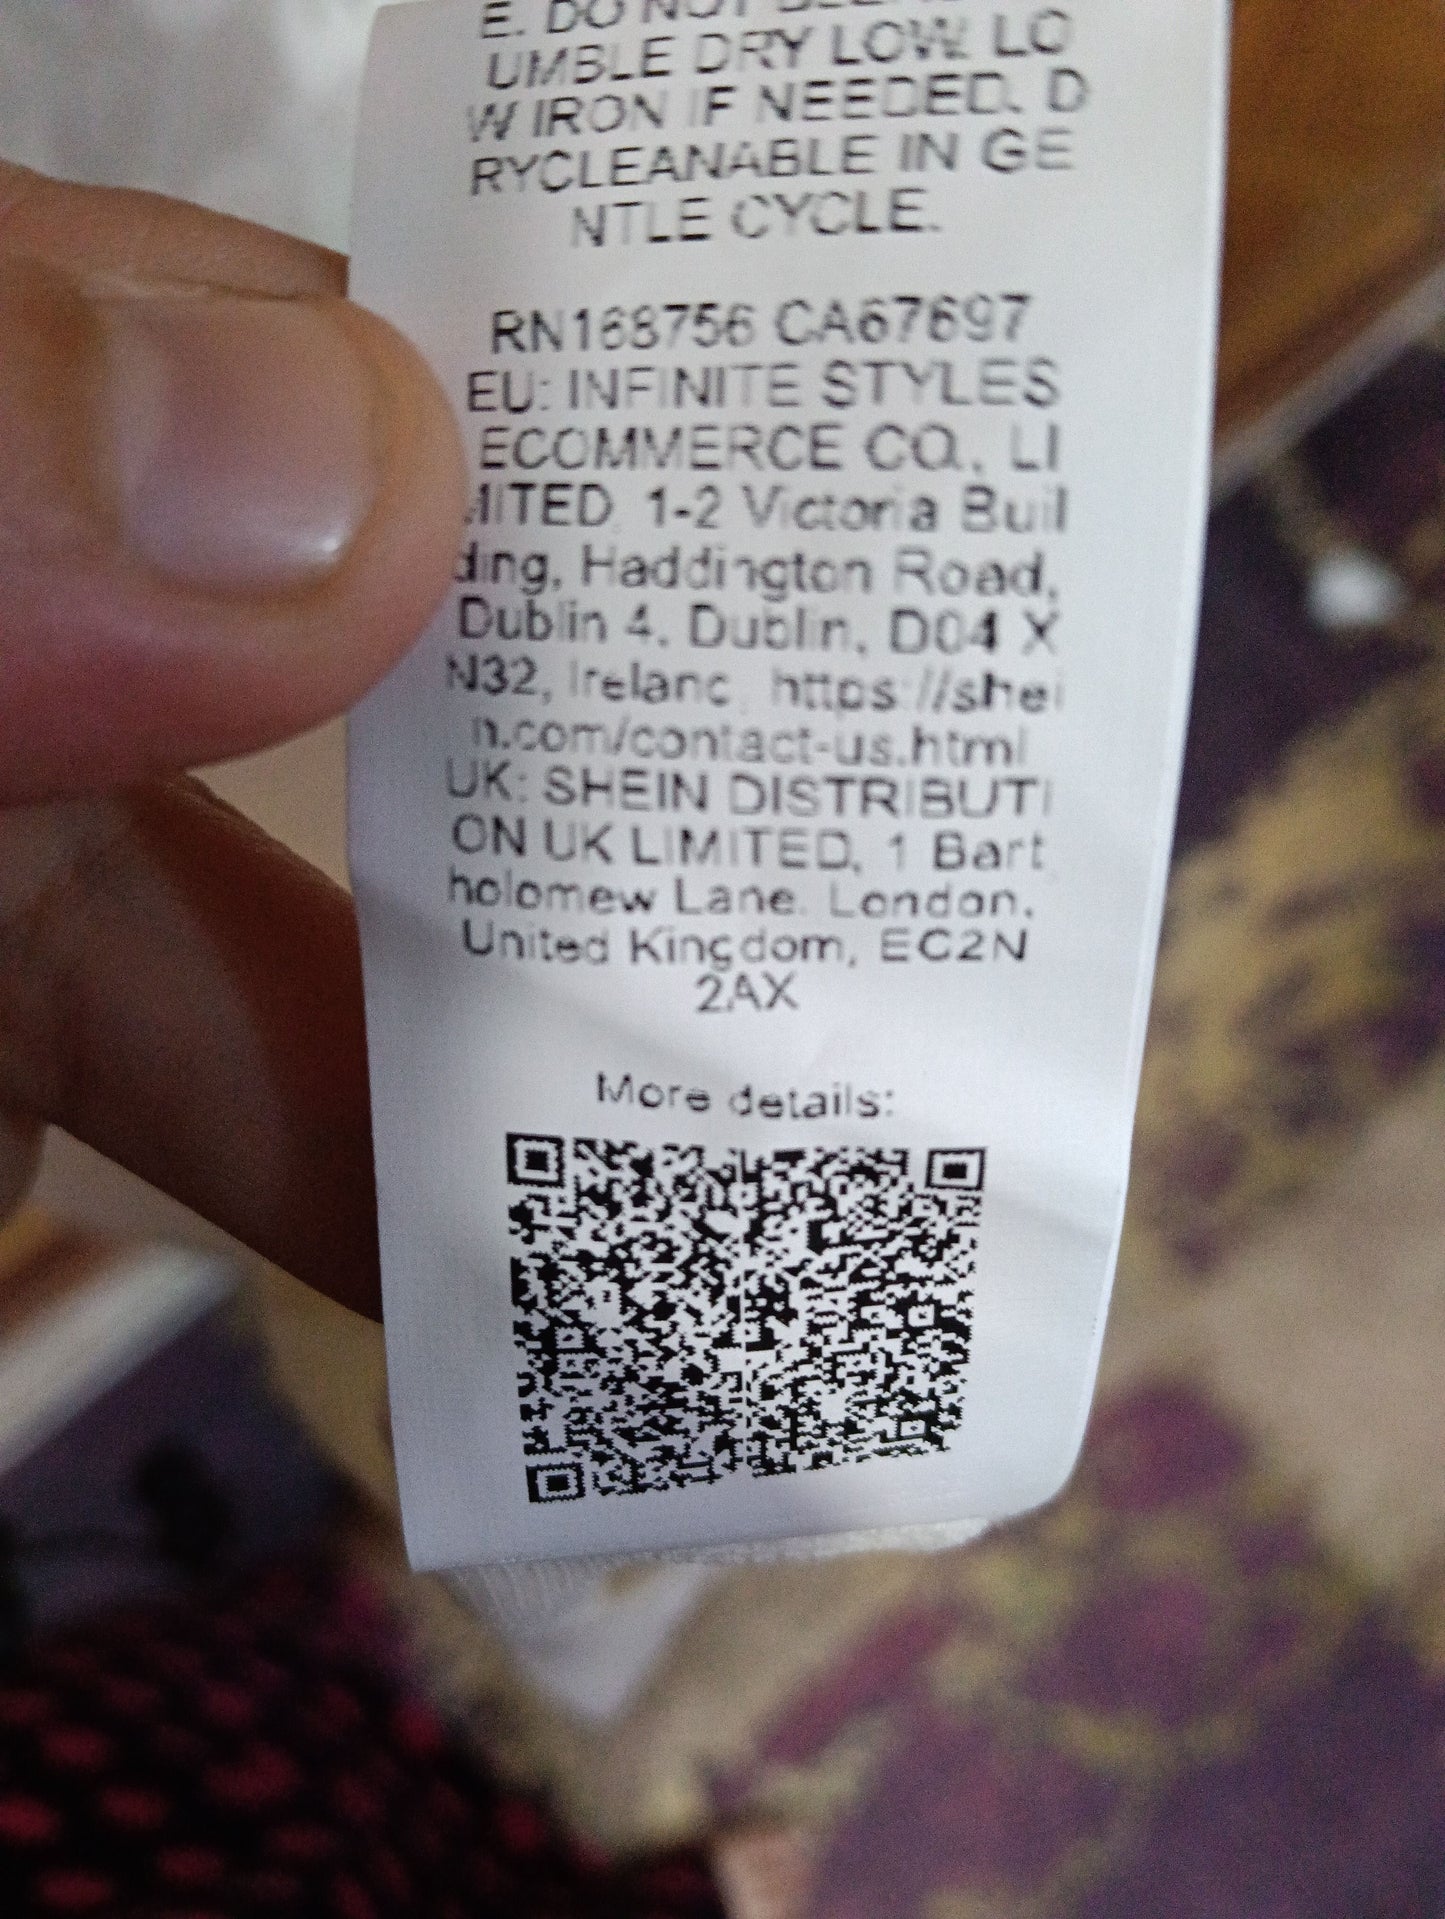 E. DO NOT
UMBLE DRY LOW. LO
W IRON IF NEEDED. D
RYCLEANABLE IN GE
NTLE CYCLE.
RN168756 CA67697
EU: INFINITE STYLES
ECOMMERCE CO., LI
MITED, 1-2 Victoria Buil
ding, Haddington Road,
Dublin 4, Dublin, D04 X
N32, Ireland, https://shei
n.com/contact-us.html
UK: SHEIN DISTRIBUTI
ON UK LIMITED, 1 Bart
holomew Lane, London,
United Kingdom, EC2N
2AX
More details: